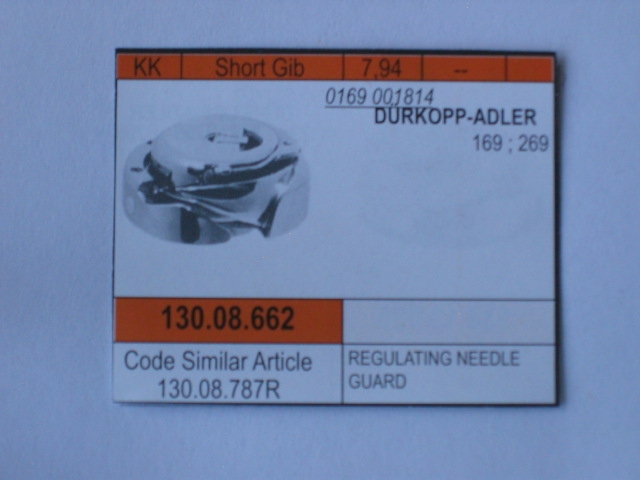 KK Short Gib 7,94 --
0169 001814
DÜRKOPP-ADLER
169 ; 269
130.08.662
Code Similar Article
130.08.787R
REGULATING NEEDLE
GUARD